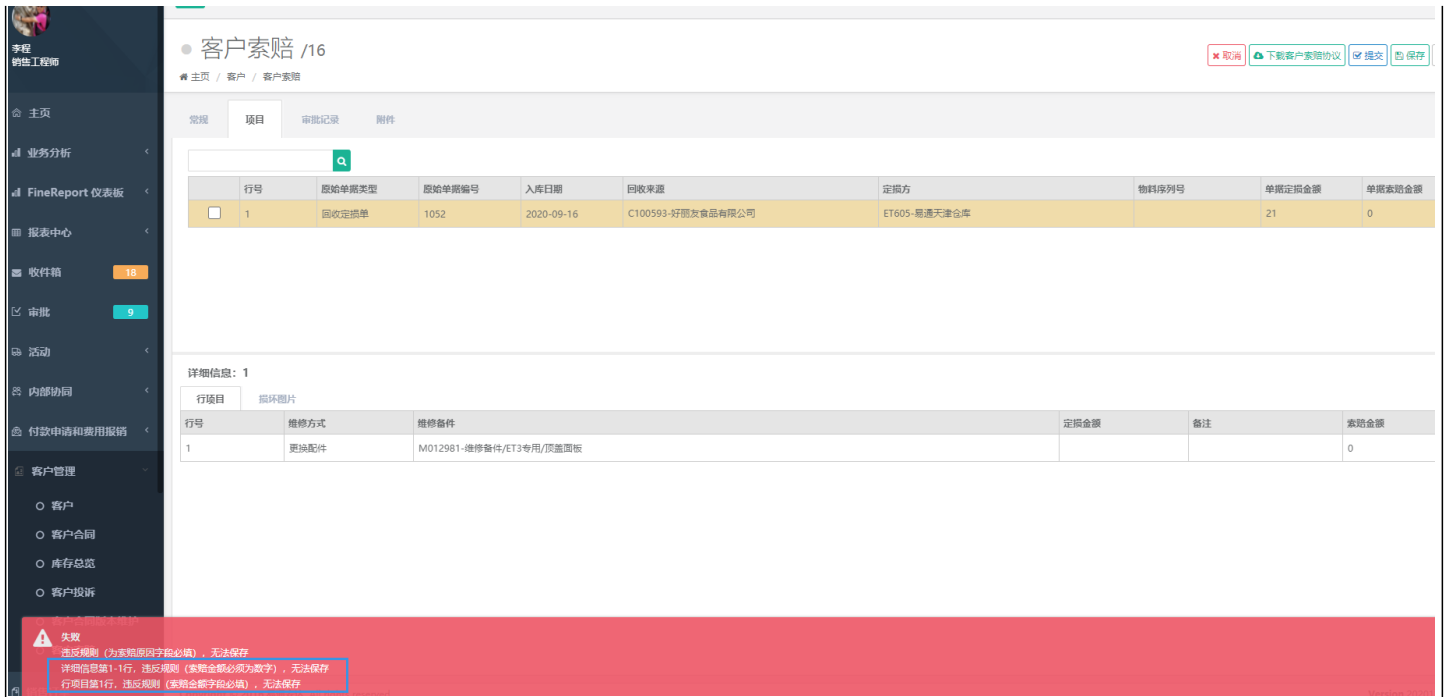 李程
销售工程师
客户索赔 /16
取消 下载客户索赔协议 提交 保存
主页 / 客户 / 客户索赔
主页
业务分析
FineReport 仪表板
报表中心
收件箱 18
审批 9
活动
内部协同
付款申请和费用报销
客户管理
客户
客户合同
库存总览
客户投诉
常规 项目 审批记录 附件
行号 原始单据类型 原始单据编号 入库日期 回收来源 定损方 物料序列号 单据定损金额 单据索赔金额
1 回收定损单 1052 2020-09-16 C100593-好丽友食品有限公司 ET605-易通天津仓库 21 0
详细信息：1
行项目 损坏图片
行号 维修方式 维修备件 定损金额 备注 索赔金额
1 更换配件 M012981-维修备件/ET3专用/顶盖面板 0
失败
违反规则（为索赔原因字段必填），无法保存
详细信息第1-1行，违反规则（索赔金额必须为数字），无法保存
行项目第1行，违反规则（索赔金额字段必填），无法保存